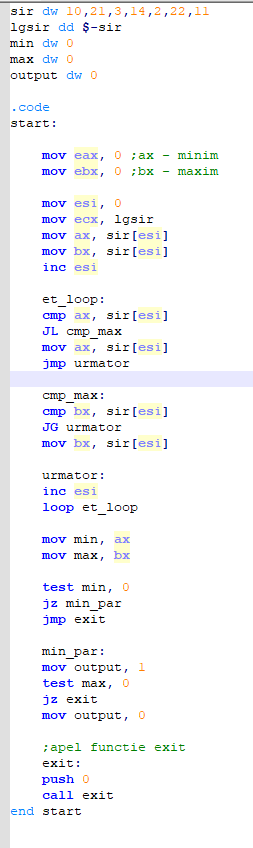 sir dw 10,21,3,14,2,22,11
lgsir dd $-sir
min dw 0
max dw 0
output dw 0
.code
start:
mov eax, 0 ;ax - minim
mov ebx, 0 ;bx - maxim
mov esi, 0
mov ecx, lgsir
mov ax, sir[esi]
mov bx, sir[esi]
inc esi
et_loop:
cmp ax, sir[esi]
JL cmp_max
mov ax, sir[esi]
jmp urmator
cmp_max:
cmp bx, sir[esi]
JG urmator
mov bx, sir[esi]
urmator:
inc esi
loop et_loop
mov min, ax
mov max, bx
test min, 0
jz min_par
jmp exit
min_par:
mov output, 1
test max, 0
jz exit
mov output, 0
;apel functie exit
exit:
push 0
call exit
end start